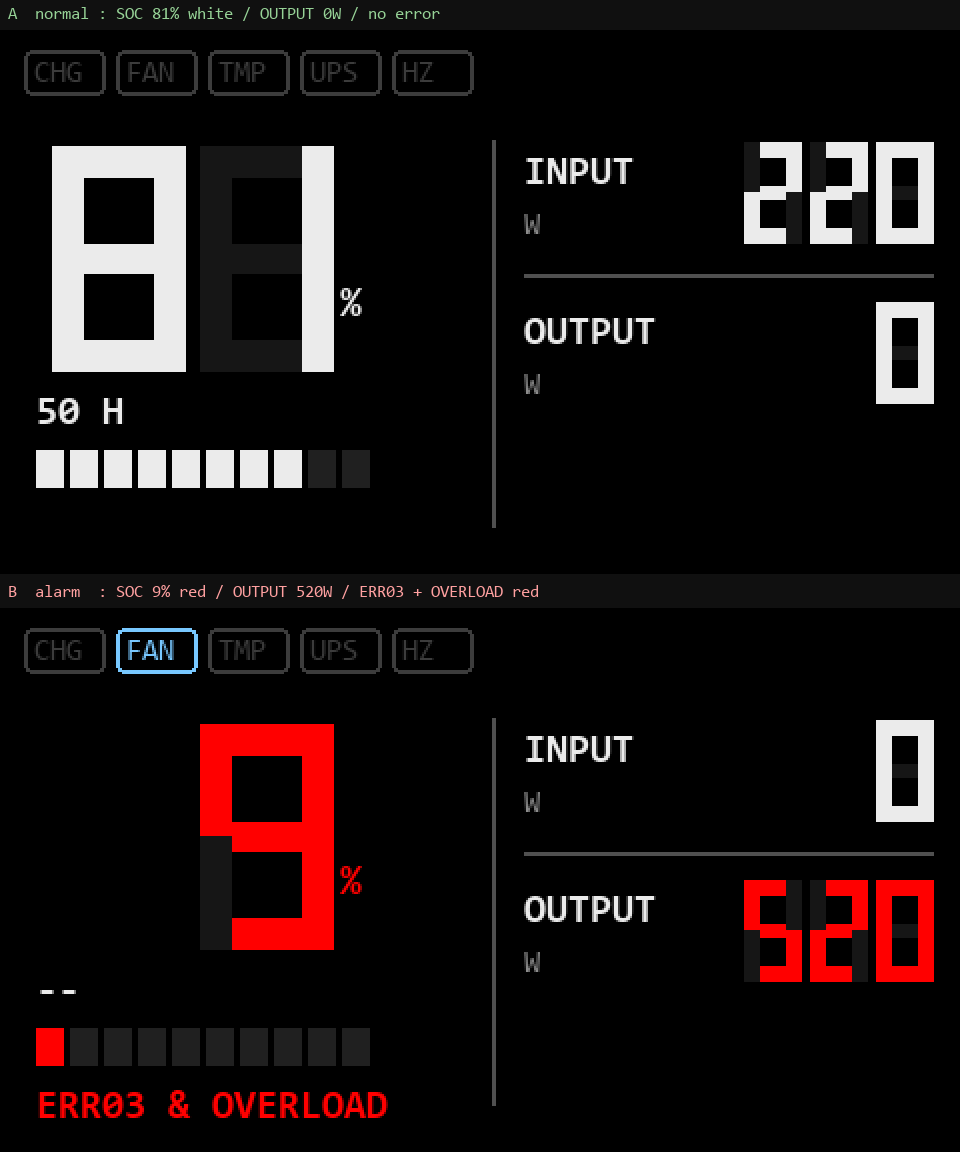 A  normal : SOC 81% white / OUTPUT 0W / no error
CHG FAN TMP UPS HZ
81%
50 H
INPUT 220
W
OUTPUT 0
W
B  alarm  : SOC 9% red / OUTPUT 520W / ERR03 + OVERLOAD red
CHG FAN TMP UPS HZ
9%
--
ERR03 & OVERLOAD
INPUT 0
W
OUTPUT 520
W